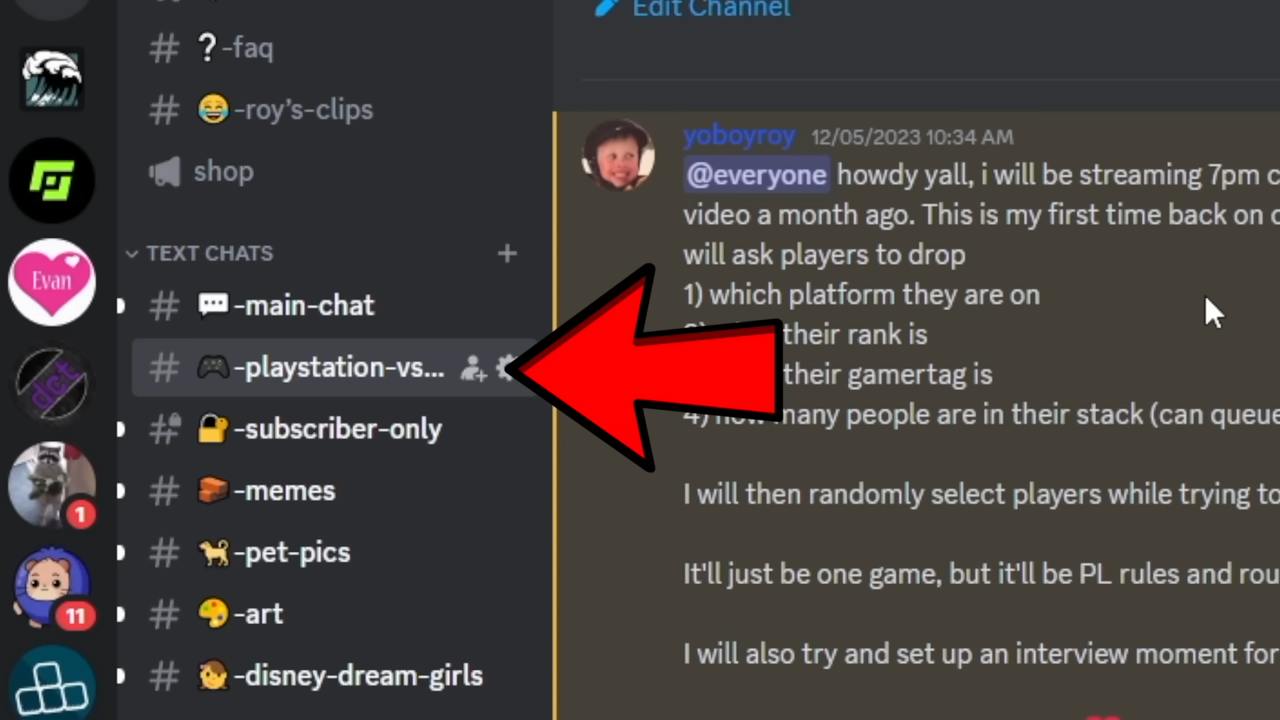 Edit Channel
# ?-faq
# 😂-roy's-clips
shop
TEXT CHATS +
# 💬-main-chat
# 🎮-playstation-vs...
# 🔐-subscriber-only
# 🧱-memes
# 🐕-pet-pics
# 🎨-art
# 👧-disney-dream-girls
Evan
dct
1
11
yoboyroy 12/05/2023 10:34 AM
@everyone howdy yall, i will be streaming 7pm c
video a month ago. This is my first time back on
will ask players to drop
1) which platform they are on
their rank is
their gamertag is
4) how many people are in their stack (can queue
I will then randomly select players while trying to
It'll just be one game, but it'll be PL rules and rou
I will also try and set up an interview moment for